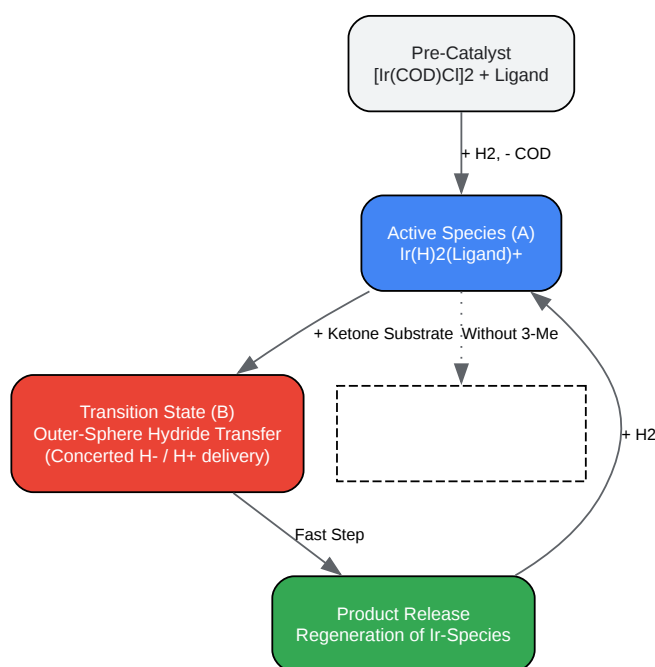 Pre-Catalyst
[Ir(COD)Cl]2 + Ligand
+ H2, - COD
Active Species (A)
Ir(H)2(Ligand)+
+ Ketone Substrate
Without 3-Me
Transition State (B)
Outer-Sphere Hydride Transfer
(Concerted H- / H+ delivery)
+ H2
Fast Step
Product Release
Regeneration of Ir-Species